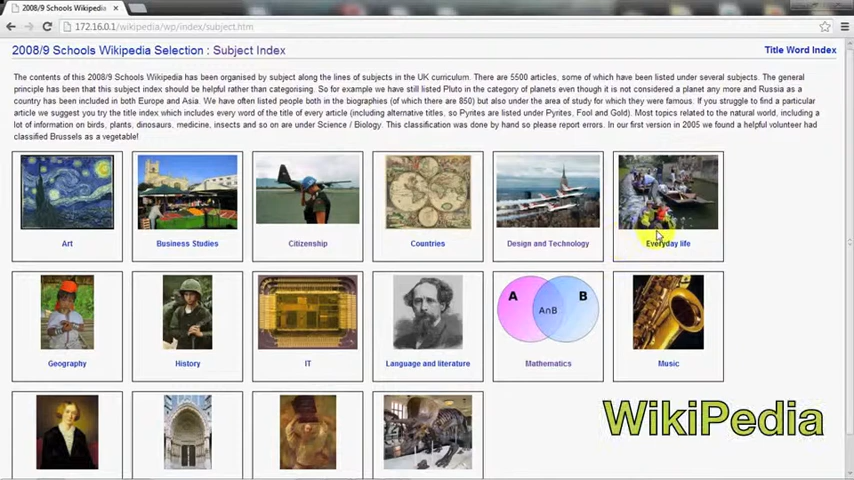 2008/9 Schools Wikipedia
172.16.0.1/wikipedia/wp/index/subject.htm
2008/9 Schools Wikipedia Selection : Subject Index
Title Word Index
The contents of this 2008/9 Schools Wikipedia has been organised by subject along the lines of subjects in the UK curriculum. There are 5500 articles, some of which have been listed under several subjects. The general
principle has been that this subject index should be helpful rather than categorising. So for example we have still listed Pluto in the category of planets even though it is not considered a planet any more and Russia as a
country has been included in both Europe and Asia. We have often listed people both in the biographies (of which there are 850) but also under the area of study for which they were famous. If you struggle to find a particular
article we suggest you try the title index which includes every word of the title of every article (including alternative titles, so Pyrites are listed under Pyrites, Fool and Gold). Most topics related to the natural world, including a
lot of information on birds, plants, dinosaurs, medicine, insects and so on are under Science / Biology. This classification was done by hand so please report errors. In our first version in 2005 we found a helpful volunteer had
classified Brussels as a vegetable!
Art
Business Studies
Citizenship
Countries
Design and Technology
Everyday life
Geography
History
IT
Language and literature
A
B
A∩B
Mathematics
Music
WikiPedia